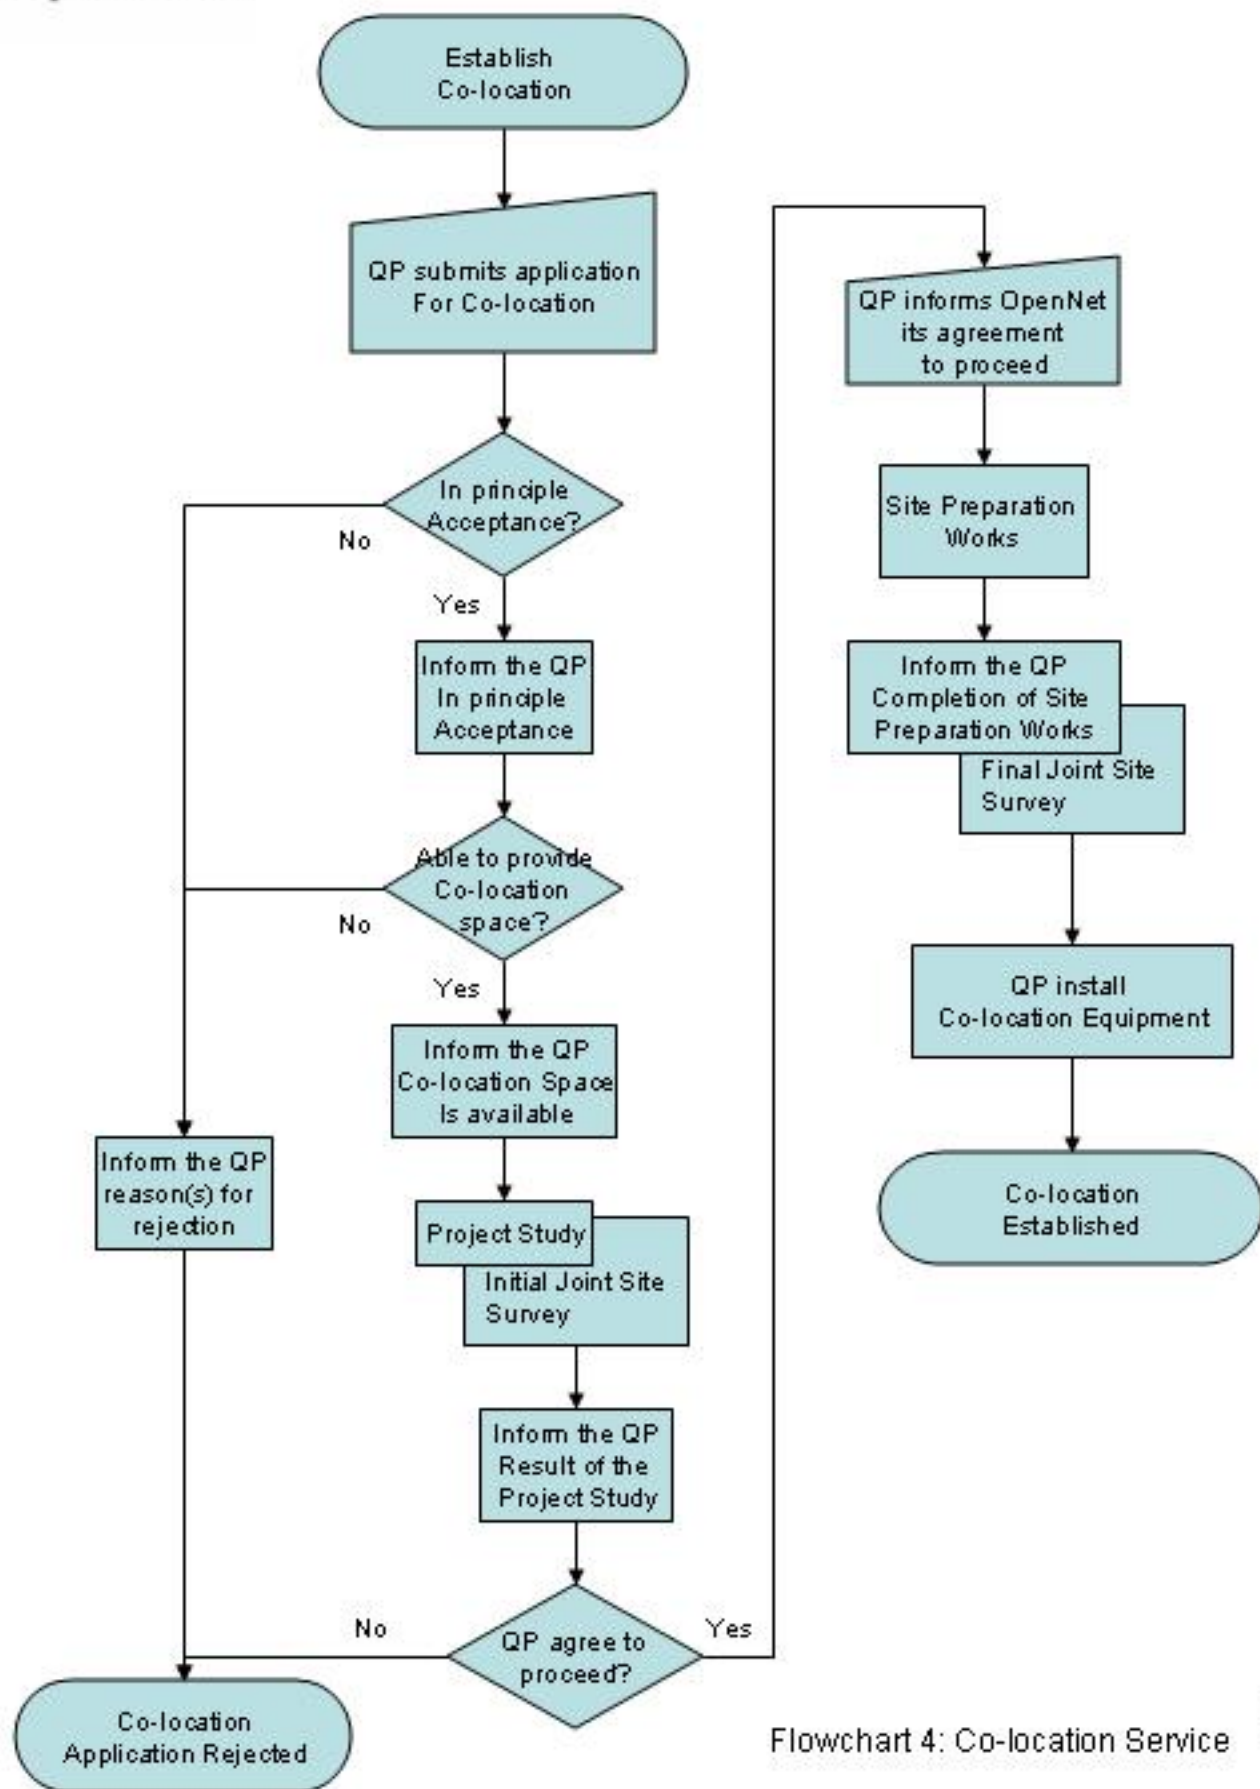 Establish
Co-location
QP submits application
For Co-location
In principle
Acceptance?
No
Yes
Inform the QP
In principle
Acceptance
Able to provide
Co-location
space?
No
Yes
Inform the QP
Co-location Space
Is available
Inform the QP
reason(s) for
rejection
Project Study
Initial Joint Site
Survey
Inform the QP
Result of the
Project Study
QP agree to
proceed?
No
Yes
Co-location
Application Rejected
QP informs OpenNet
its agreement
to proceed
Site Preparation
Works
Inform the QP
Completion of Site
Preparation Works
Final Joint Site
Survey
QP install
Co-location Equipment
Co-location
Established
Flowchart 4: Co-location Service